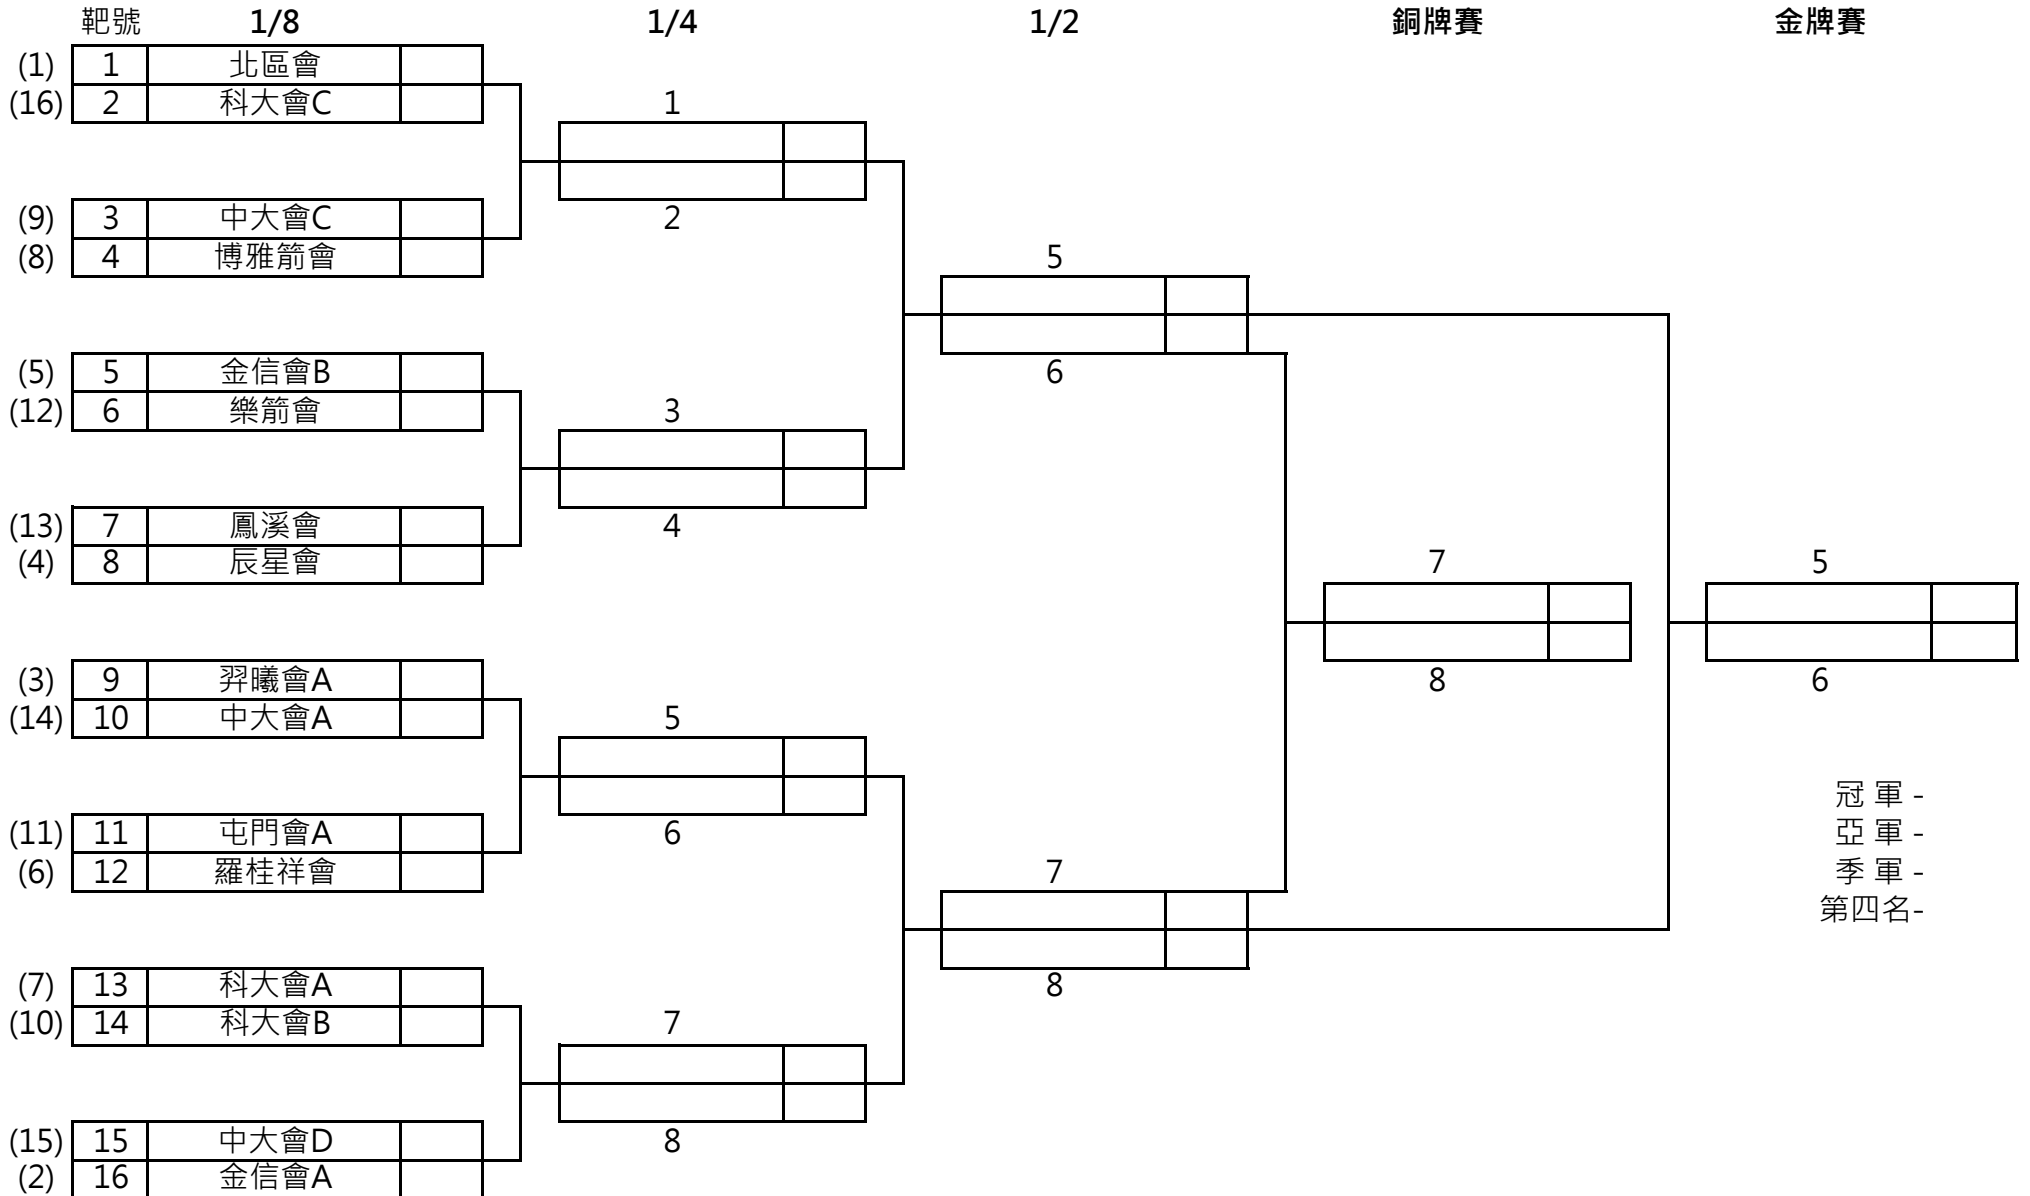 靶號 1/8 1/4 1/2 銅牌賽 金牌賽
(1) 1 北區會
(16) 2 科大會C 1
(9) 3 中大會C 2
(8) 4 博雅箭會 5
(5) 5 金信會B 6
(12) 6 樂箭會 3
(13) 7 鳳溪會 4
(4) 8 辰星會 7 5
(3) 9 羿曦會A 8 6
(14) 10 中大會A 5
冠 軍 -
(11) 11 屯門會A 6 亞 軍 -
(6) 12 羅桂祥會 7 季 軍 -
第四名-
(7) 13 科大會A 8
(10) 14 科大會B 7
(15) 15 中大會D 8
(2) 16 金信會A